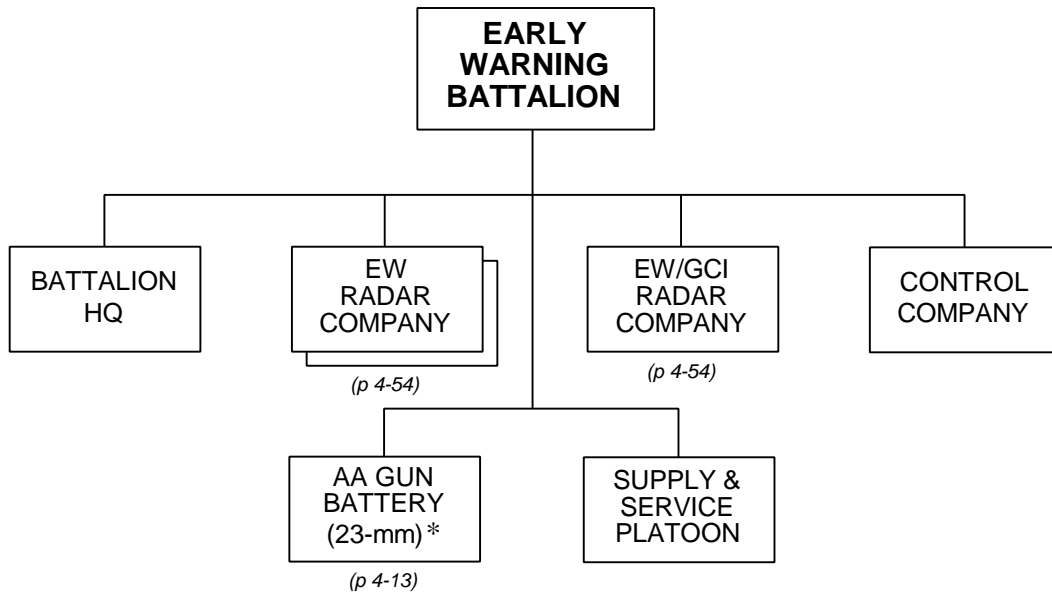 EARLY
WARNING
BATTALION
BATTALION
HQ
EW
RADAR
COMPANY
(p 4-54)
EW/GCI
RADAR
COMPANY
(p 4-54)
CONTROL
COMPANY
AA GUN
BATTERY
(23-mm)*
(p 4-13)
SUPPLY &
SERVICE
PLATOON